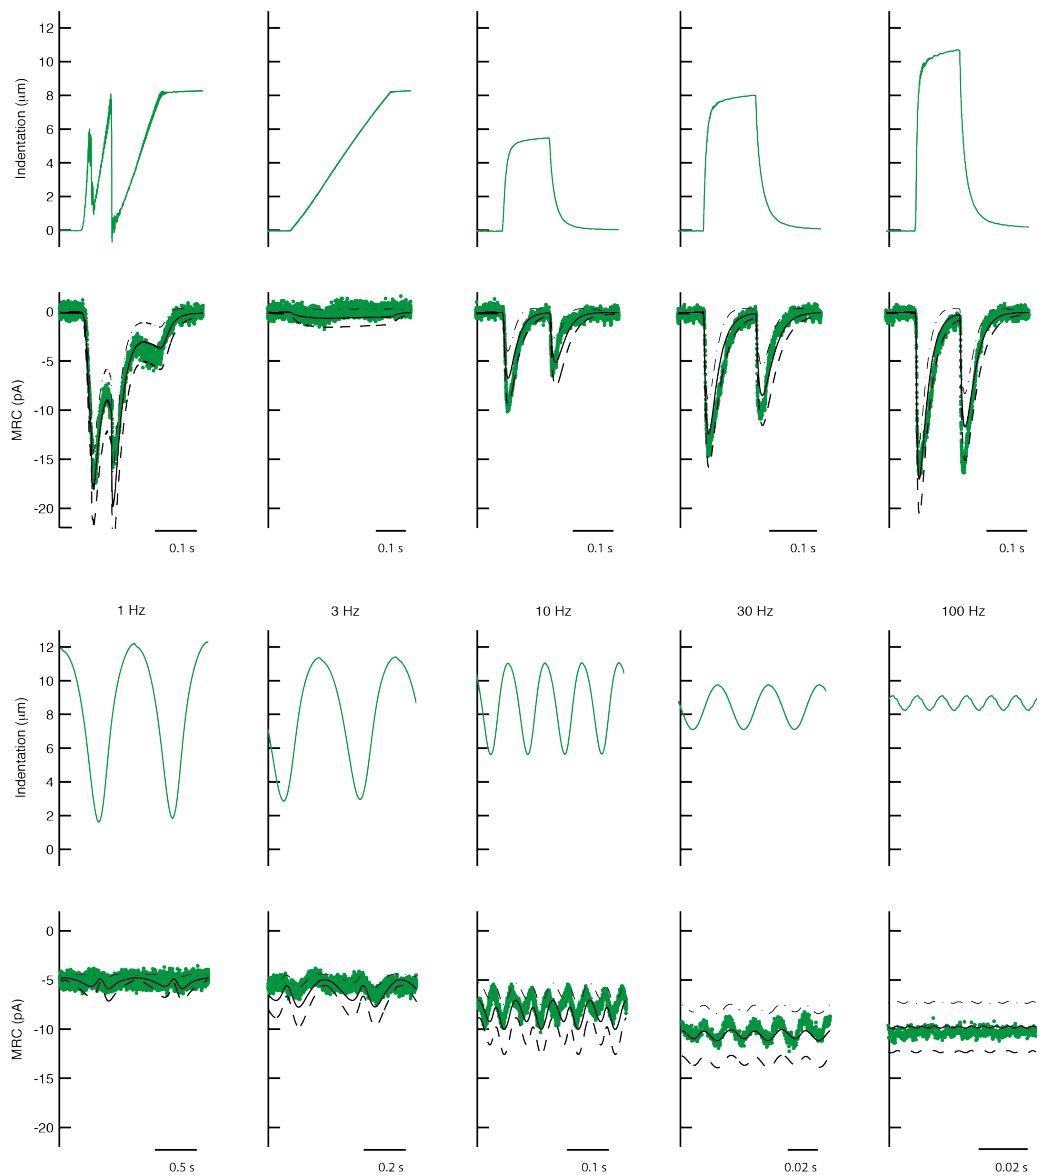 Indentation (μm)
12
10
8
6
4
2
0
MRC (pA)
0
-5
-10
-15
-20
0.1 s
0.1 s
0.1 s
0.1 s
0.1 s
1 Hz
3 Hz
10 Hz
30 Hz
100 Hz
Indentation (μm)
12
10
8
6
4
2
0
MRC (pA)
0
-5
-10
-15
-20
0.5 s
0.2 s
0.1 s
0.02 s
0.02 s